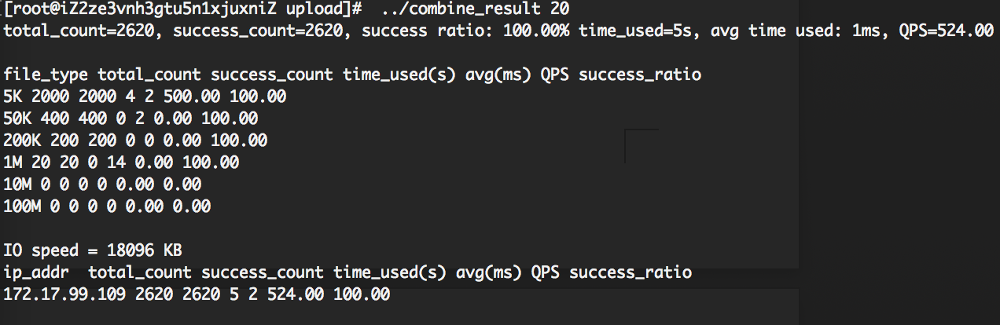 [root@iZ2ze3vnh3gtu5n1xjuxniZ upload]#  ../combine_result 20
total_count=2620, success_count=2620, success ratio: 100.00% time_used=5s, avg time used: 1ms, QPS=524.00
file_type total_count success_count time_used(s) avg(ms) QPS success_ratio
5K 2000 2000 4 2 500.00 100.00
50K 400 400 0 2 0.00 100.00
200K 200 200 0 0 0.00 100.00
1M 20 20 0 14 0.00 100.00
10M 0 0 0 0 0.00 0.00
100M 0 0 0 0 0.00 0.00
IO speed = 18096 KB
ip_addr  total_count success_count time_used(s) avg(ms) QPS success_ratio
172.17.99.109 2620 2620 5 2 524.00 100.00